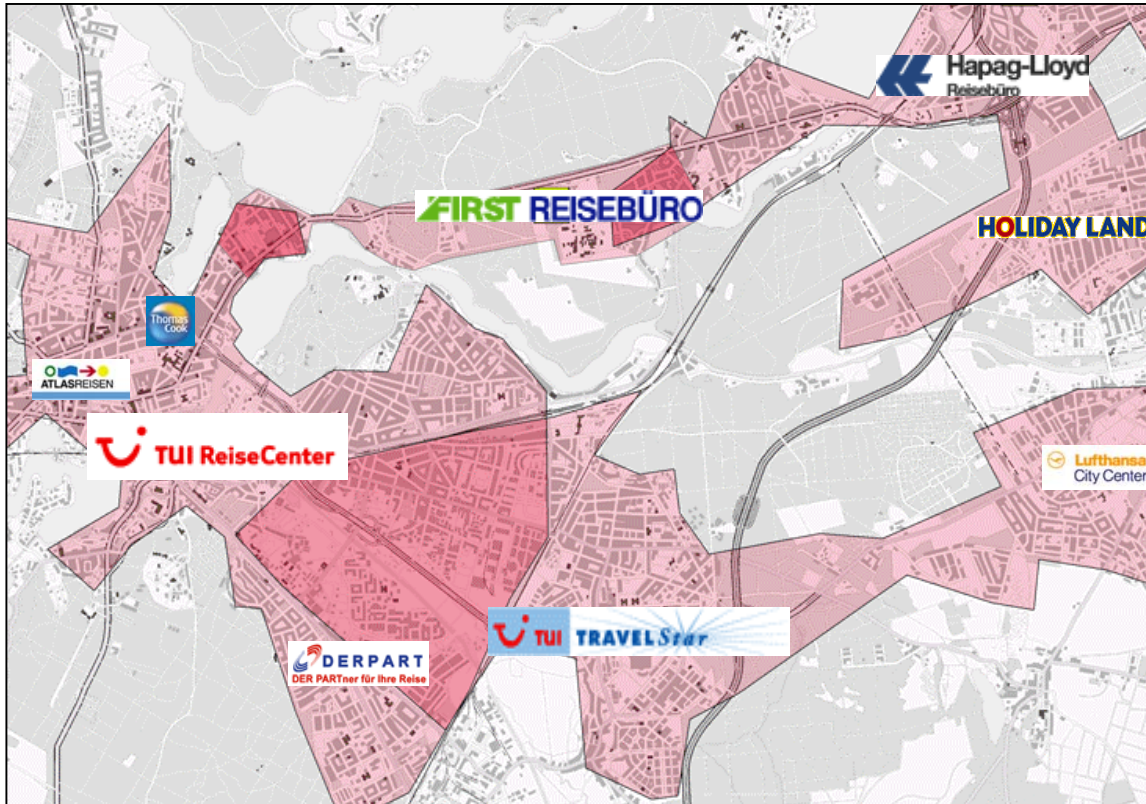 Hapag-Lloyd
Reisebüro
FIRST REISEBÜRO
HOLIDAY LAND
Thomas
Cook
ATLASREISEN
TUI ReiseCenter
Lufthansa
City Center
TUI TRAVELStar
DERPART
DER PARTner für Ihre Reise